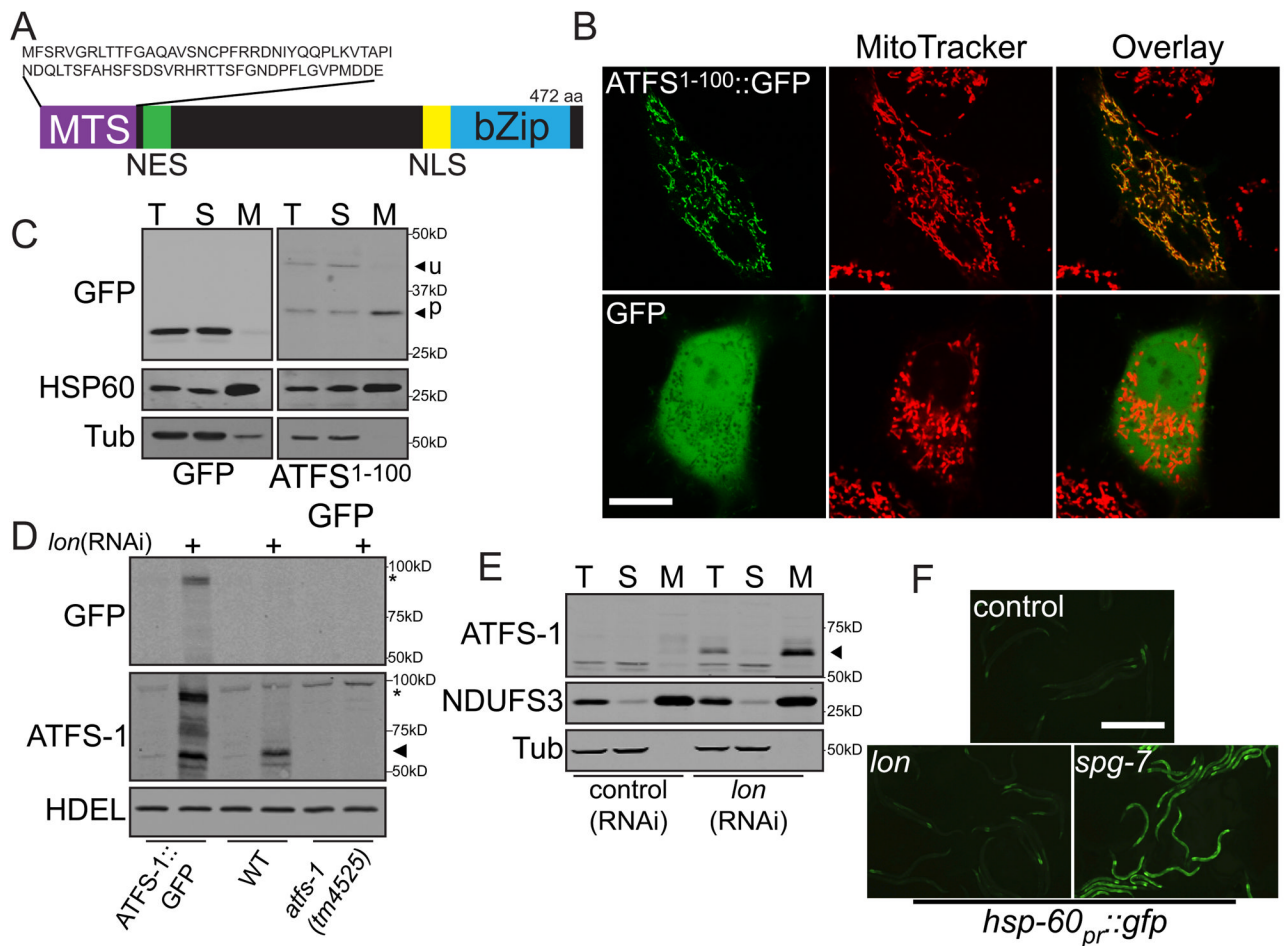 A
MFSRVGRLTTFGAQAVSNCPFRRDNIYQQPLKVTAPI
NDQLTSFAHSFSDSVRHRTTSFGNDPFLGVPMDDE
472 aa
MTS
bZip
NES
NLS
B
MitoTracker
Overlay
ATFS1-100::GFP
GFP
C
T S M T S M
GFP
50kD
u
37kD
p
25kD
HSP60
25kD
Tub
50kD
GFP
ATFS1-100
GFP
D
lon(RNAi) + + +
GFP
100kD
*
75kD
50kD
ATFS-1
100kD
*
75kD
50kD
HDEL
ATFS-1::
GFP
WT
atfs-1
(tm4525)
E
T S M T S M
ATFS-1
75kD
50kD
NDUFS3
25kD
Tub
50kD
control
(RNAi)
lon
(RNAi)
F
control
lon
spg-7
hsp-60pr::gfp